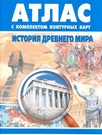 АТЛАС
С КОМПЛЕКТОМ КОНТУРНЫХ КАРТ
ИСТОРИЯ ДРЕВНЕГО МИРА